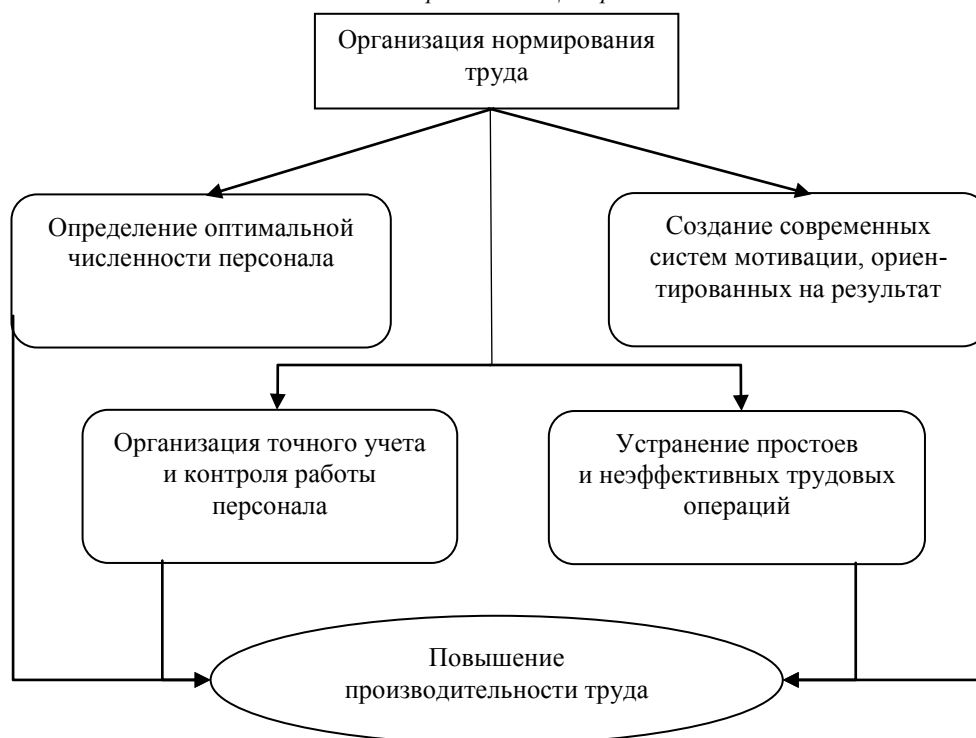 Организация нормирования
труда
Определение оптимальной
численности персонала
Создание современных
систем мотивации, ориен-
тированных на результат
Организация точного учета
и контроля работы
персонала
Устранение простоев
и неэффективных трудовых
операций
Повышение
производительности труда